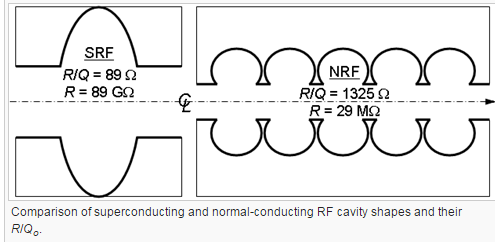 SRF
R/Q = 89 Ω
R = 89 GΩ
NRF
R/Q = 1325 Ω
R = 29 MΩ
℄
Comparison of superconducting and normal-conducting RF cavity shapes and their
R/Qo.